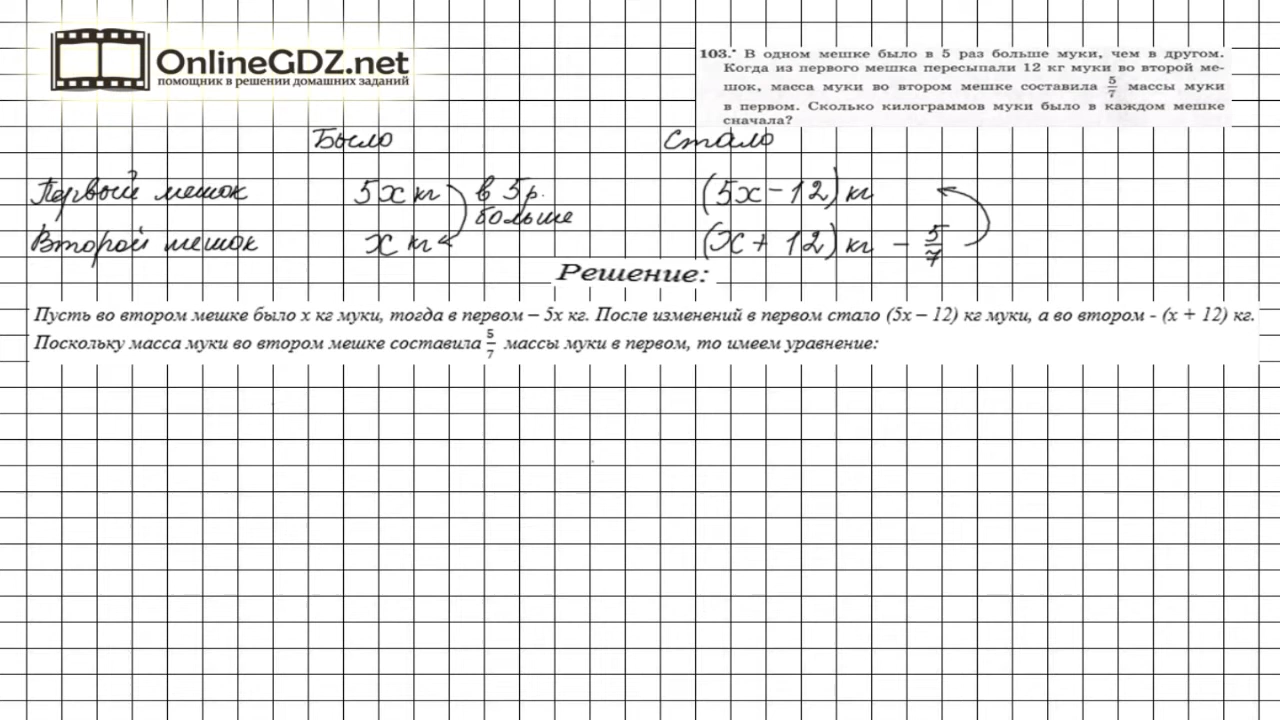 OnlineGDZ.net
помощник в решении домашних заданий
103.* В одном мешке было в 5 раз больше муки, чем в другом.
Когда из первого мешка пересыпали 12 кг муки во второй ме-
шок, масса муки во втором мешке составила 5/7 массы муки
в первом. Сколько килограммов муки было в каждом мешке
сначала?
Было Стало
Первый мешок 5x кг в 5 р. больше (5x - 12) кг
Второй мешок x кг (x + 12) кг - 5/7
Решение:
Пусть во втором мешке было x кг муки, тогда в первом – 5x кг. После изменений в первом стало (5x – 12) кг муки, а во втором - (x + 12) кг.
Поскольку масса муки во втором мешке составила 5/7 массы муки в первом, то имеем уравнение: